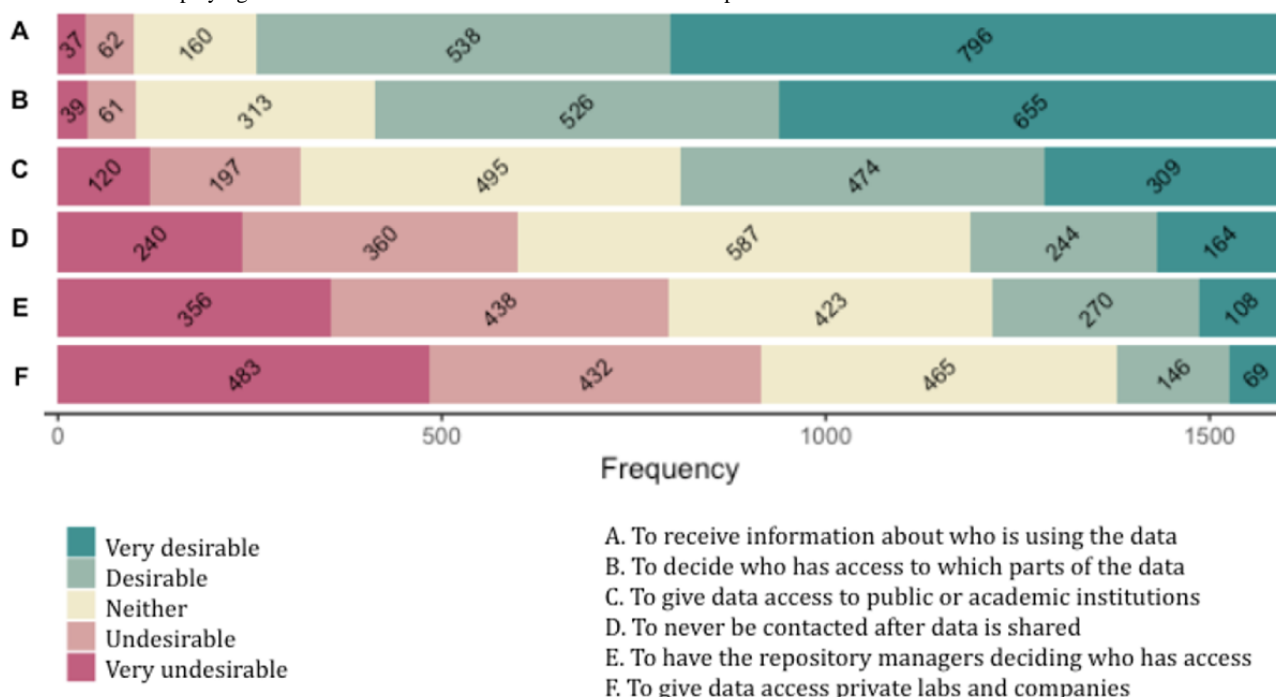 A 37 62 160 538 796
B 39 61 313 526 655
C 120 197 495 474 309
D 240 360 587 244 164
E 356 438 423 270 108
F 483 432 465 146 69
0 500 1000 1500
Frequency
Very desirable
Desirable
Neither
Undesirable
Very undesirable
A. To receive information about who is using the data
B. To decide who has access to which parts of the data
C. To give data access to public or academic institutions
D. To never be contacted after data is shared
E. To have the repository managers deciding who has access
F. To give data access private labs and companies